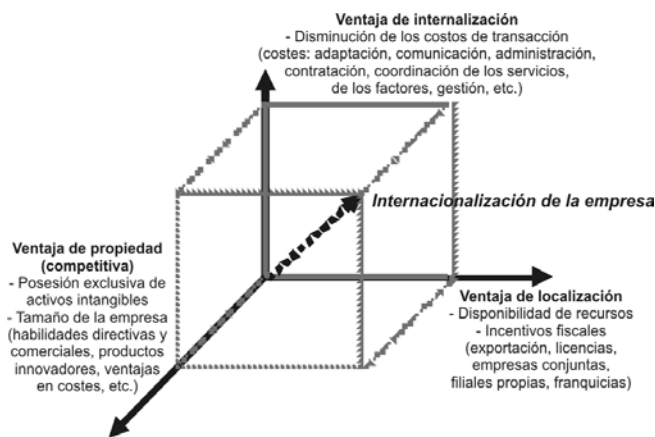 Ventaja de internalización
- Disminución de los costos de transacción
(costes: adaptación, comunicación, administración,
contratación, coordinación de los servicios,
de los factores, gestión, etc.)
Internacionalización de la empresa
Ventaja de propiedad
(competitiva)
- Posesión exclusiva de
activos intangibles
- Tamaño de la empresa
(habilidades directivas y
comerciales, productos
innovadores, ventajas
en costes, etc.)
Ventaja de localización
- Disponibilidad de recursos
- Incentivos fiscales
(exportación, licencias,
empresas conjuntas,
filiales propias, franquicias)